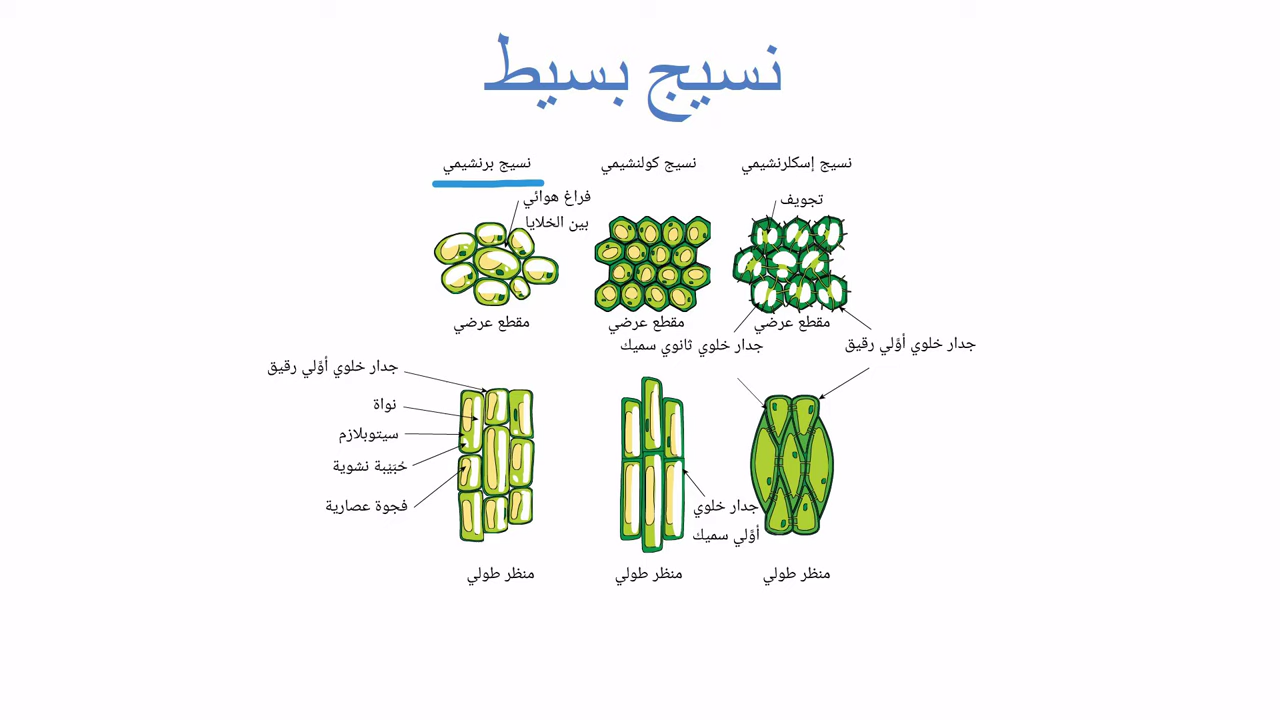 نسيج بسيط
نسيج إسكلرنشيمي
نسيج كولنشيمي
نسيج برنشيمي
تجويف
فراغ هوائي
بين الخلايا
مقطع عرضي
مقطع عرضي
مقطع عرضي
جدار خلوي أوَّلي رقيق
جدار خلوي ثانوي سميك
جدار خلوي أوَّلي رقيق
نواة
سيتوبلازم
حُبَيْبة نشوية
فجوة عصارية
جدار خلوي
أوَّلي سميك
منظر طولي
منظر طولي
منظر طولي